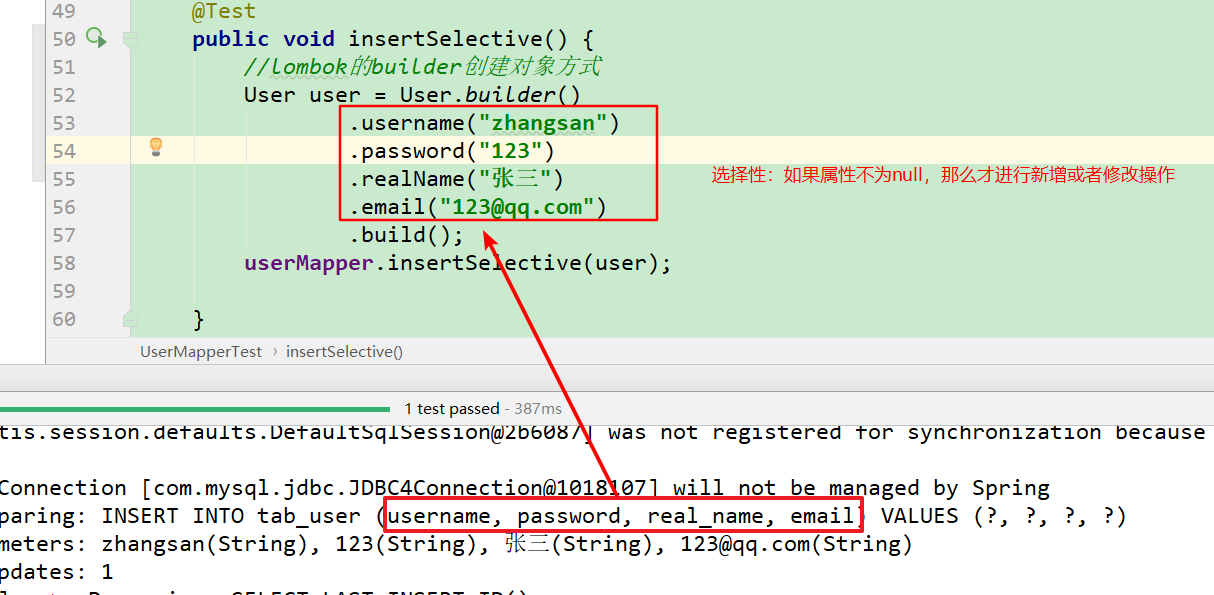 49 @Test
50 public void insertSelective() {
51 //lombok的builder创建对象方式
52 User user = User.builder()
53 .username("zhangsan")
54 .password("123")
55 .realName("张三")
选择性：如果属性不为null，那么才进行新增或者修改操作
56 .email("123@qq.com")
57 .build();
58 userMapper.insertSelective(user);
59
60 }
UserMapperTest › insertSelective()
1 test passed - 387ms
tis.session.defaults.DefaultSqlSession@2b6087] was not registered for synchronization because
Connection [com.mysql.jdbc.JDBC4Connection@1018107] will not be managed by Spring
paring: INSERT INTO tab_user (username, password, real_name, email) VALUES (?, ?, ?, ?)
meters: zhangsan(String), 123(String), 张三(String), 123@qq.com(String)
pdates: 1
SELECT LAST_INSERT_ID()